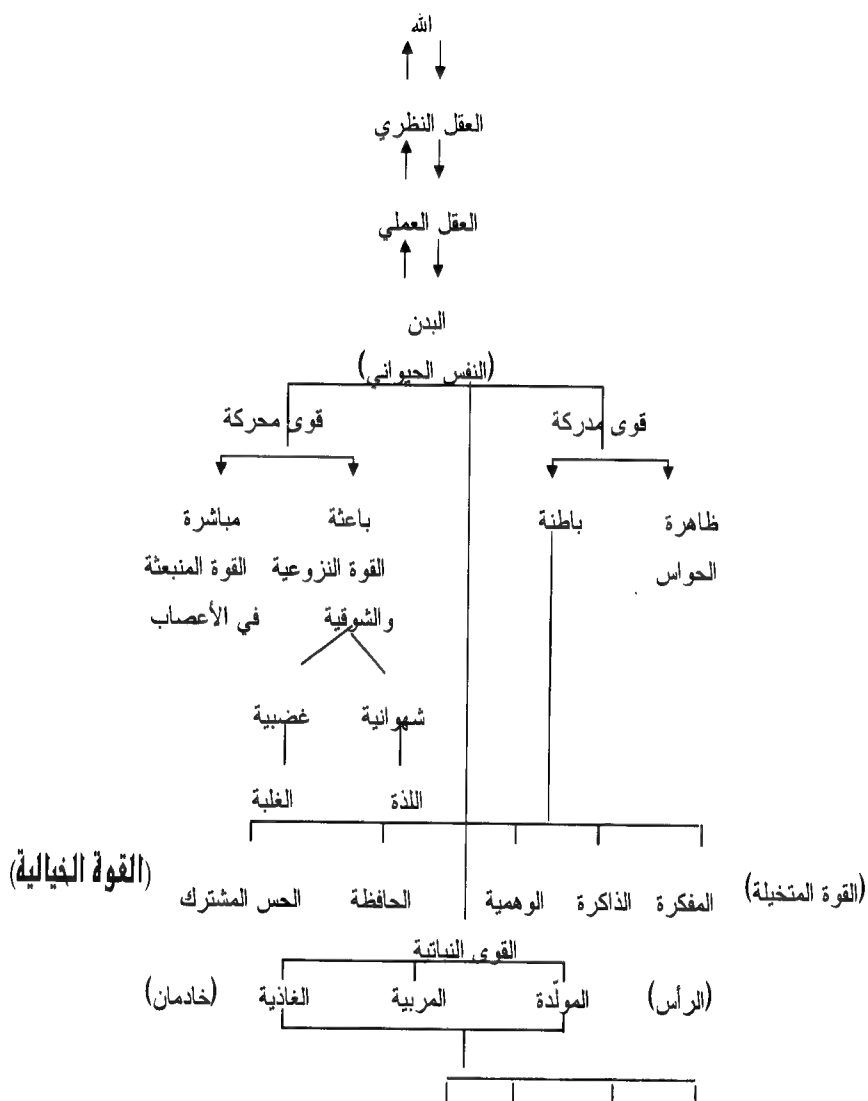 الله
العقل النظري
العقل العملي
البدن
(النفس الحيواني)
قوى مدركة قوى محركة
ظاهرة باطنة باعثة مباشرة
الحواس القوة النزوعية القوة المنبعثة
والشوقية في الأعصاب
شهوانية غضبية
اللذة الغلبة
(القوة المتخيلة) المفكرة الذاكرة الوهمية الحافظة الحس المشترك (القوة الخيالية)
القوى النباتية
(الرأس) المولّدة المربية الغاذية (خادمان)